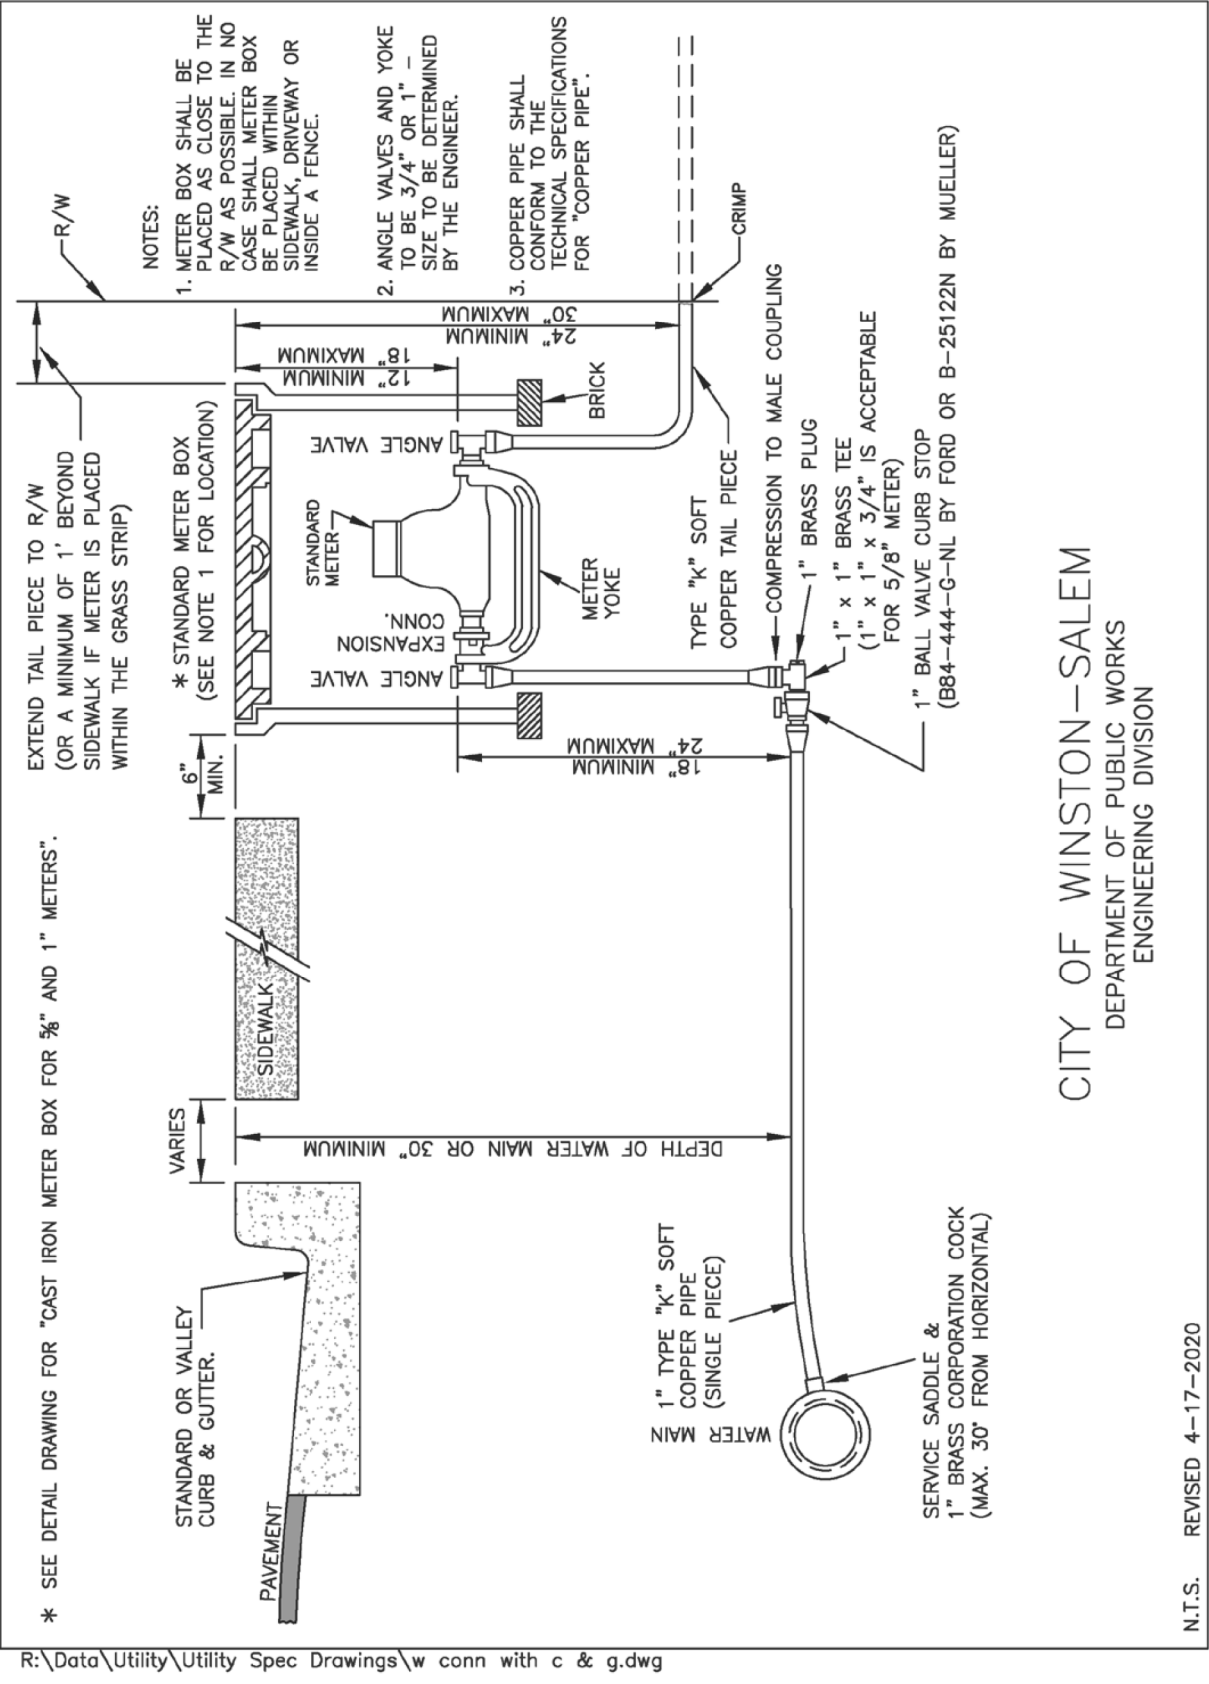 * SEE DETAIL DRAWING FOR "CAST IRON METER BOX FOR ⅝" AND 1" METERS".
EXTEND TAIL PIECE TO R/W
(OR A MINIMUM OF 1' BEYOND
SIDEWALK IF METER IS PLACED
WITHIN THE GRASS STRIP)
R/W
NOTES:
1. METER BOX SHALL BE
PLACED AS CLOSE TO THE
R/W AS POSSIBLE. IN NO
CASE SHALL METER BOX
BE PLACED WITHIN
SIDEWALK, DRIVEWAY OR
INSIDE A FENCE.
2. ANGLE VALVES AND YOKE
TO BE 3/4" OR 1" –
SIZE TO BE DETERMINED
BY THE ENGINEER.
3. COPPER PIPE SHALL
CONFORM TO THE
TECHNICAL SPECIFICATIONS
FOR "COPPER PIPE".
STANDARD OR VALLEY
CURB & GUTTER.
PAVEMENT
VARIES
SIDEWALK
6"
MIN.
* STANDARD METER BOX
(SEE NOTE 1 FOR LOCATION)
STANDARD
METER
ANGLE VALVE
EXPANSION
CONN.
ANGLE VALVE
METER
YOKE
BRICK
12" MINIMUM
18" MAXIMUM
24" MINIMUM
30" MAXIMUM
18" MINIMUM
24" MAXIMUM
DEPTH OF WATER MAIN OR 30" MINIMUM
TYPE "K" SOFT
COPPER TAIL PIECE
CRIMP
COMPRESSION TO MALE COUPLING
1" BRASS PLUG
1" x 1" BRASS TEE
(1" x 1" x 3/4" IS ACCEPTABLE
FOR 5/8" METER)
1" BALL VALVE CURB STOP
(B84–444–G–NL BY FORD OR B–25122N BY MUELLER)
1" TYPE "K" SOFT
COPPER PIPE
(SINGLE PIECE)
WATER MAIN
SERVICE SADDLE &
1" BRASS CORPORATION COCK
(MAX. 30° FROM HORIZONTAL)
CITY OF WINSTON–SALEM
DEPARTMENT OF PUBLIC WORKS
ENGINEERING DIVISION
N.T.S. REVISED 4–17–2020
R:\Data\Utility\Utility Spec Drawings\w conn with c & g.dwg